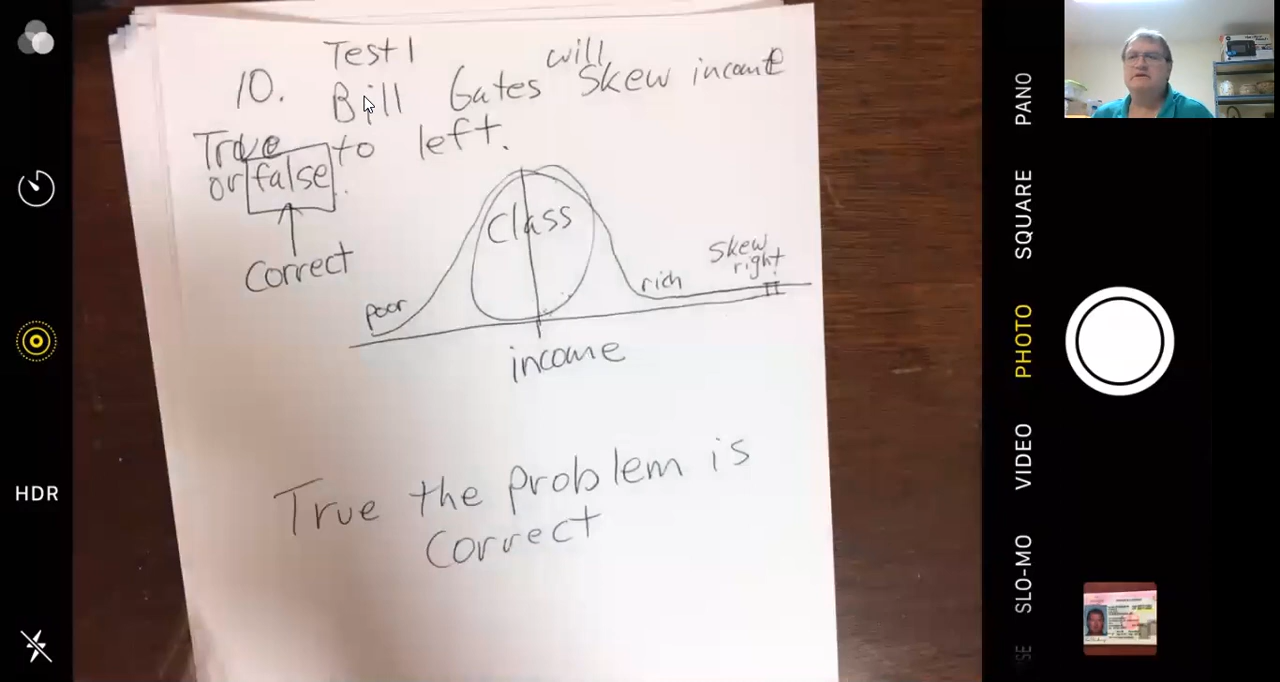 Test 1
10. Bill Gates will Skew income
True to left.
or false.
Correct
Class
poor
rich
Skew
right
income
True the problem is
Correct
HDR
PANO
SQUARE
PHOTO
VIDEO
SLO-MO
SE